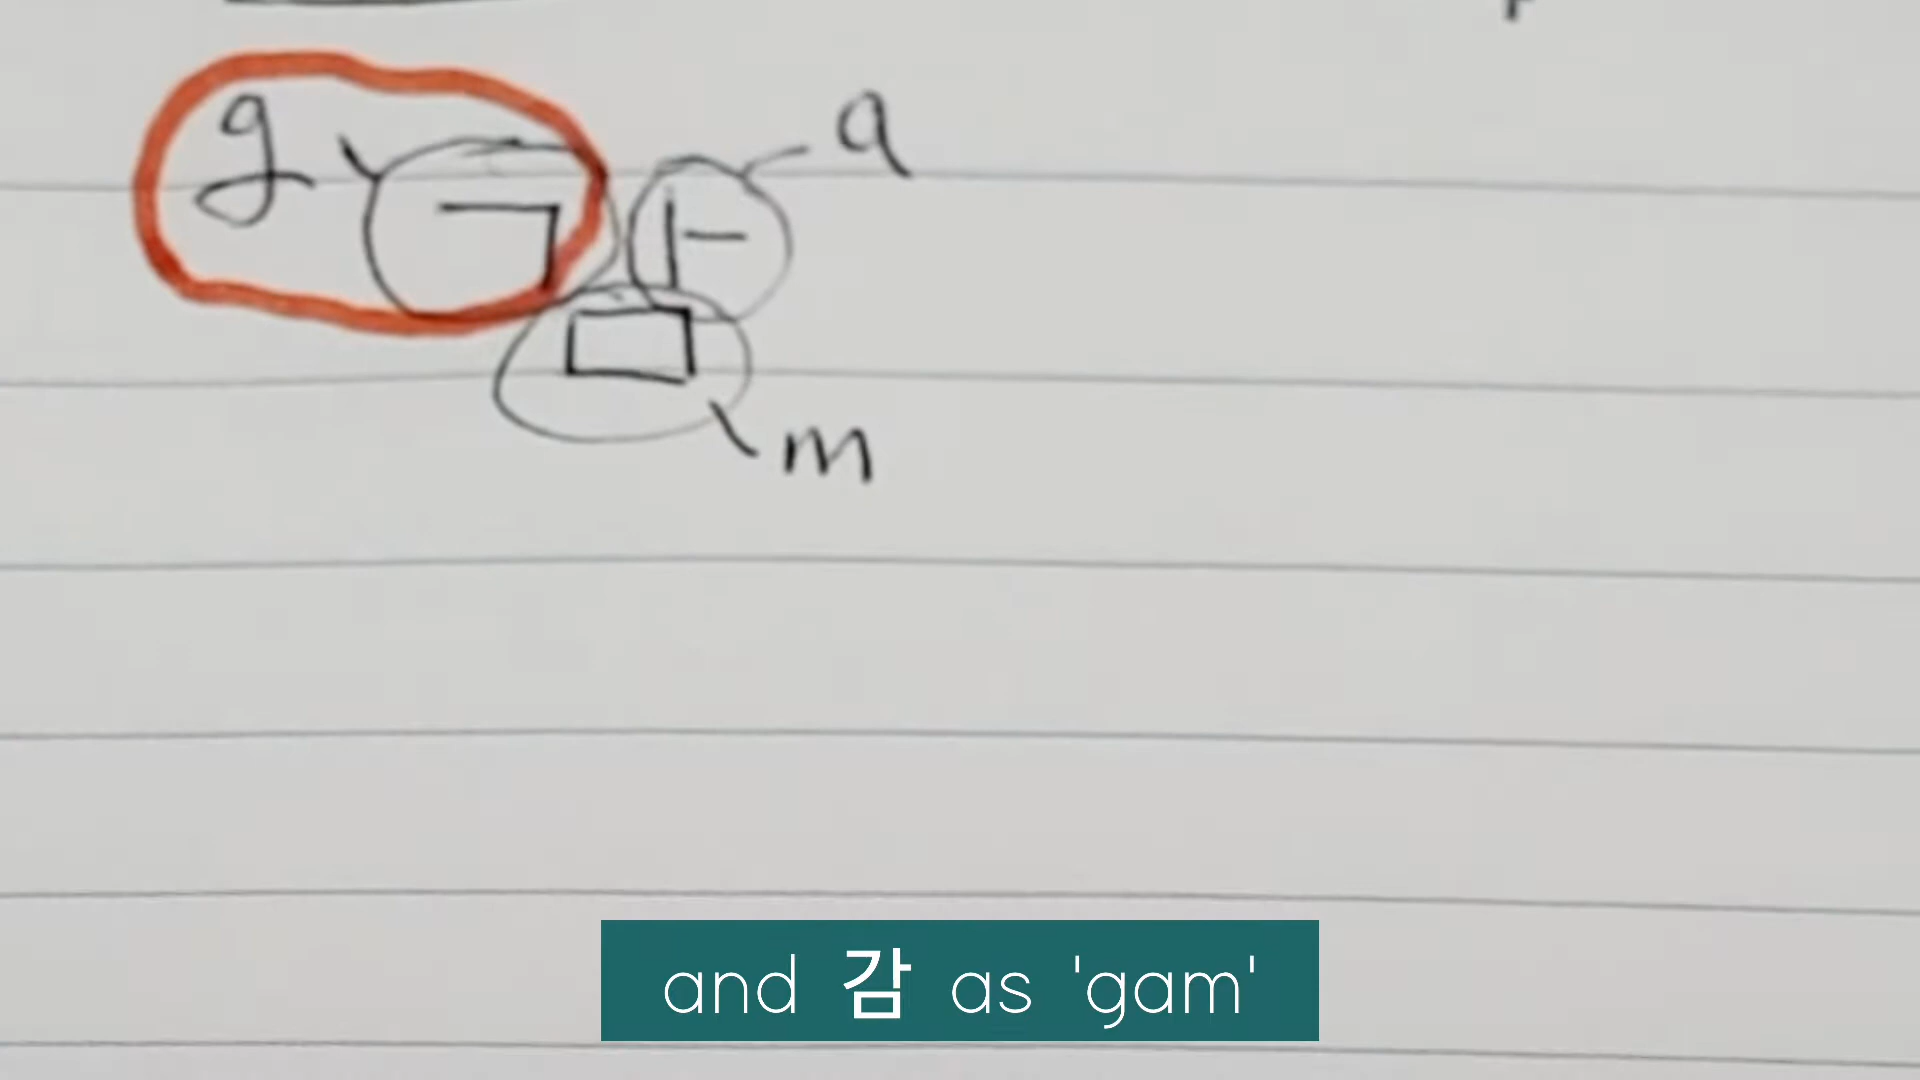 g ㄱ ㅏ a
ㅁ m
and 감 as 'gam'